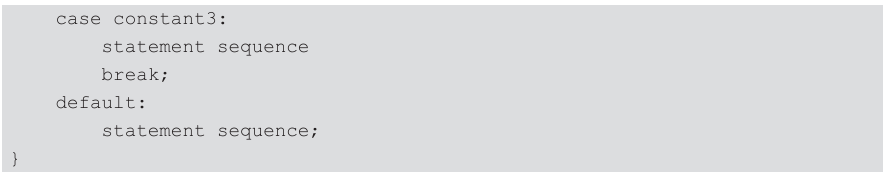 case constant3:
statement sequence
break;
default:
statement sequence;
}